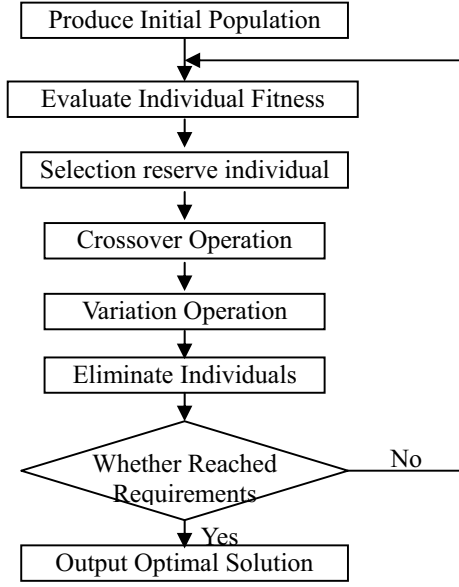 Produce Initial Population
Evaluate Individual Fitness
Selection reserve individual
Crossover Operation
Variation Operation
Eliminate Individuals
Whether Reached
Requirements
No
Yes
Output Optimal Solution